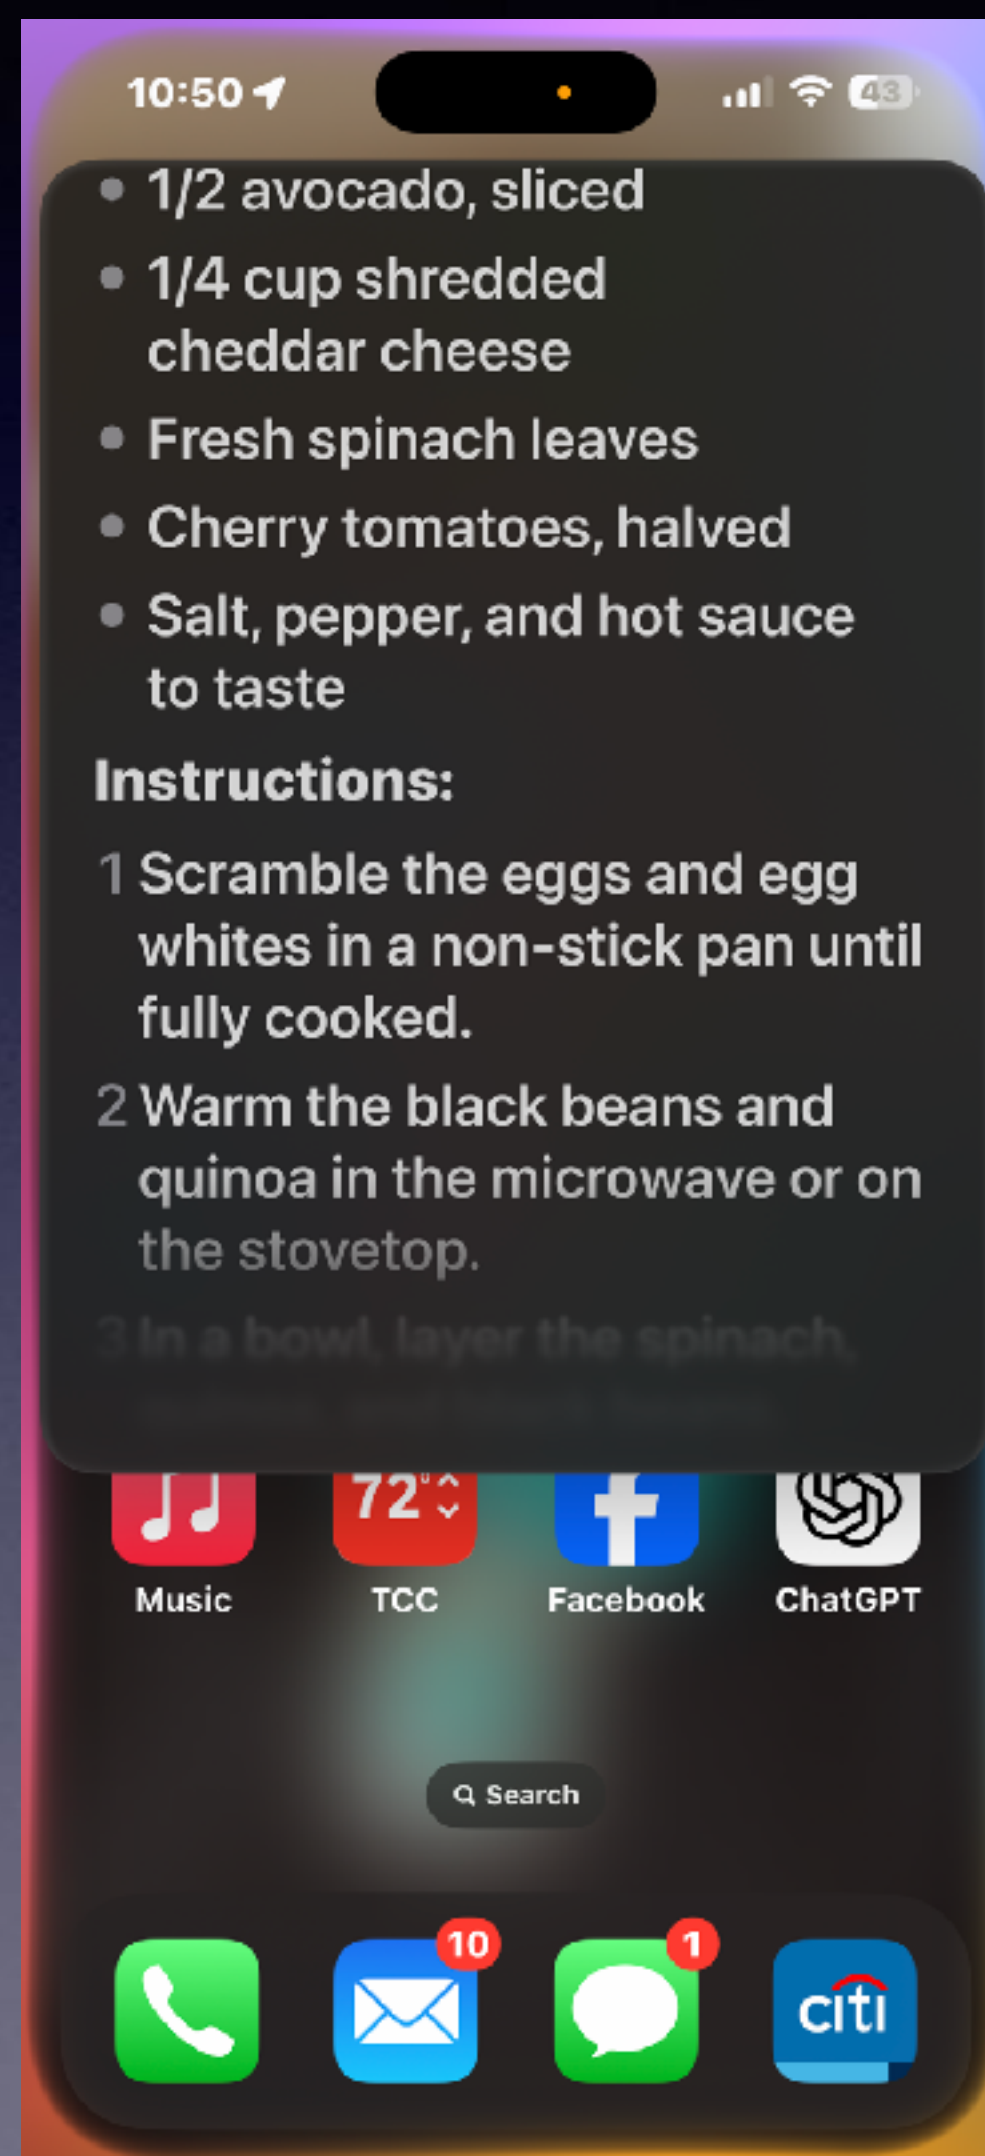 10:50
43
• 1/2 avocado, sliced
• 1/4 cup shredded
cheddar cheese
• Fresh spinach leaves
• Cherry tomatoes, halved
• Salt, pepper, and hot sauce
to taste
Instructions:
1 Scramble the eggs and egg
whites in a non-stick pan until
fully cooked.
2 Warm the black beans and
quinoa in the microwave or on
the stovetop.
3 In a bowl, layer the spinach,
72°
Music TCC Facebook ChatGPT
Search
10 1
citi